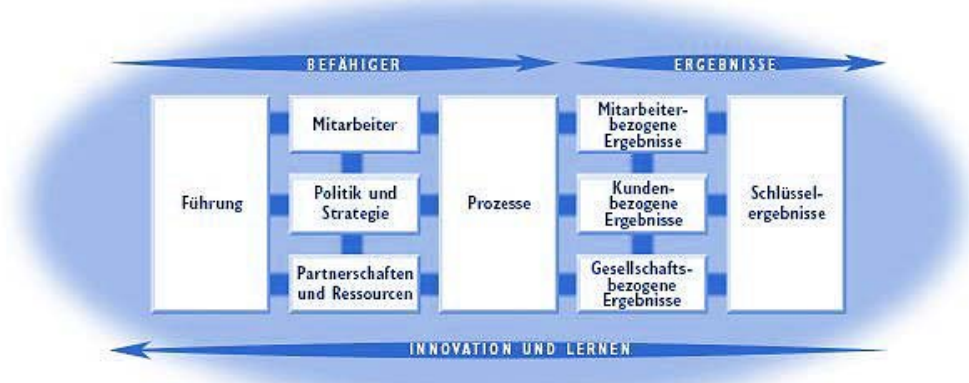 BEFÄHIGER
ERGEBNISSE
Führung
Mitarbeiter
Politik und
Strategie
Partnerschaften
und Ressourcen
Prozesse
Mitarbeiter-
bezogene
Ergebnisse
Kunden-
bezogene
Ergebnisse
Gesellschafts-
bezogene
Ergebnisse
Schlüssel-
ergebnisse
INNOVATION UND LERNEN